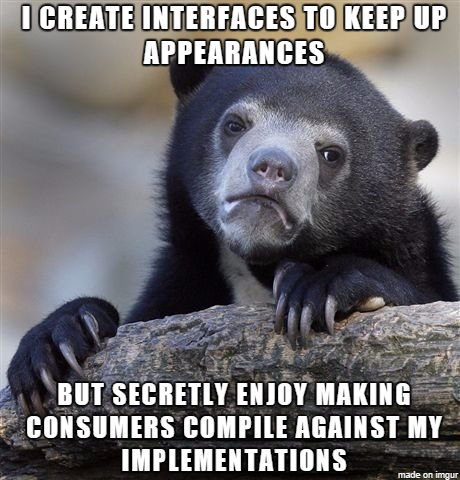 I CREATE INTERFACES TO KEEP UP
APPEARANCES
BUT SECRETLY ENJOY MAKING
CONSUMERS COMPILE AGAINST MY
IMPLEMENTATIONS
made on imgur